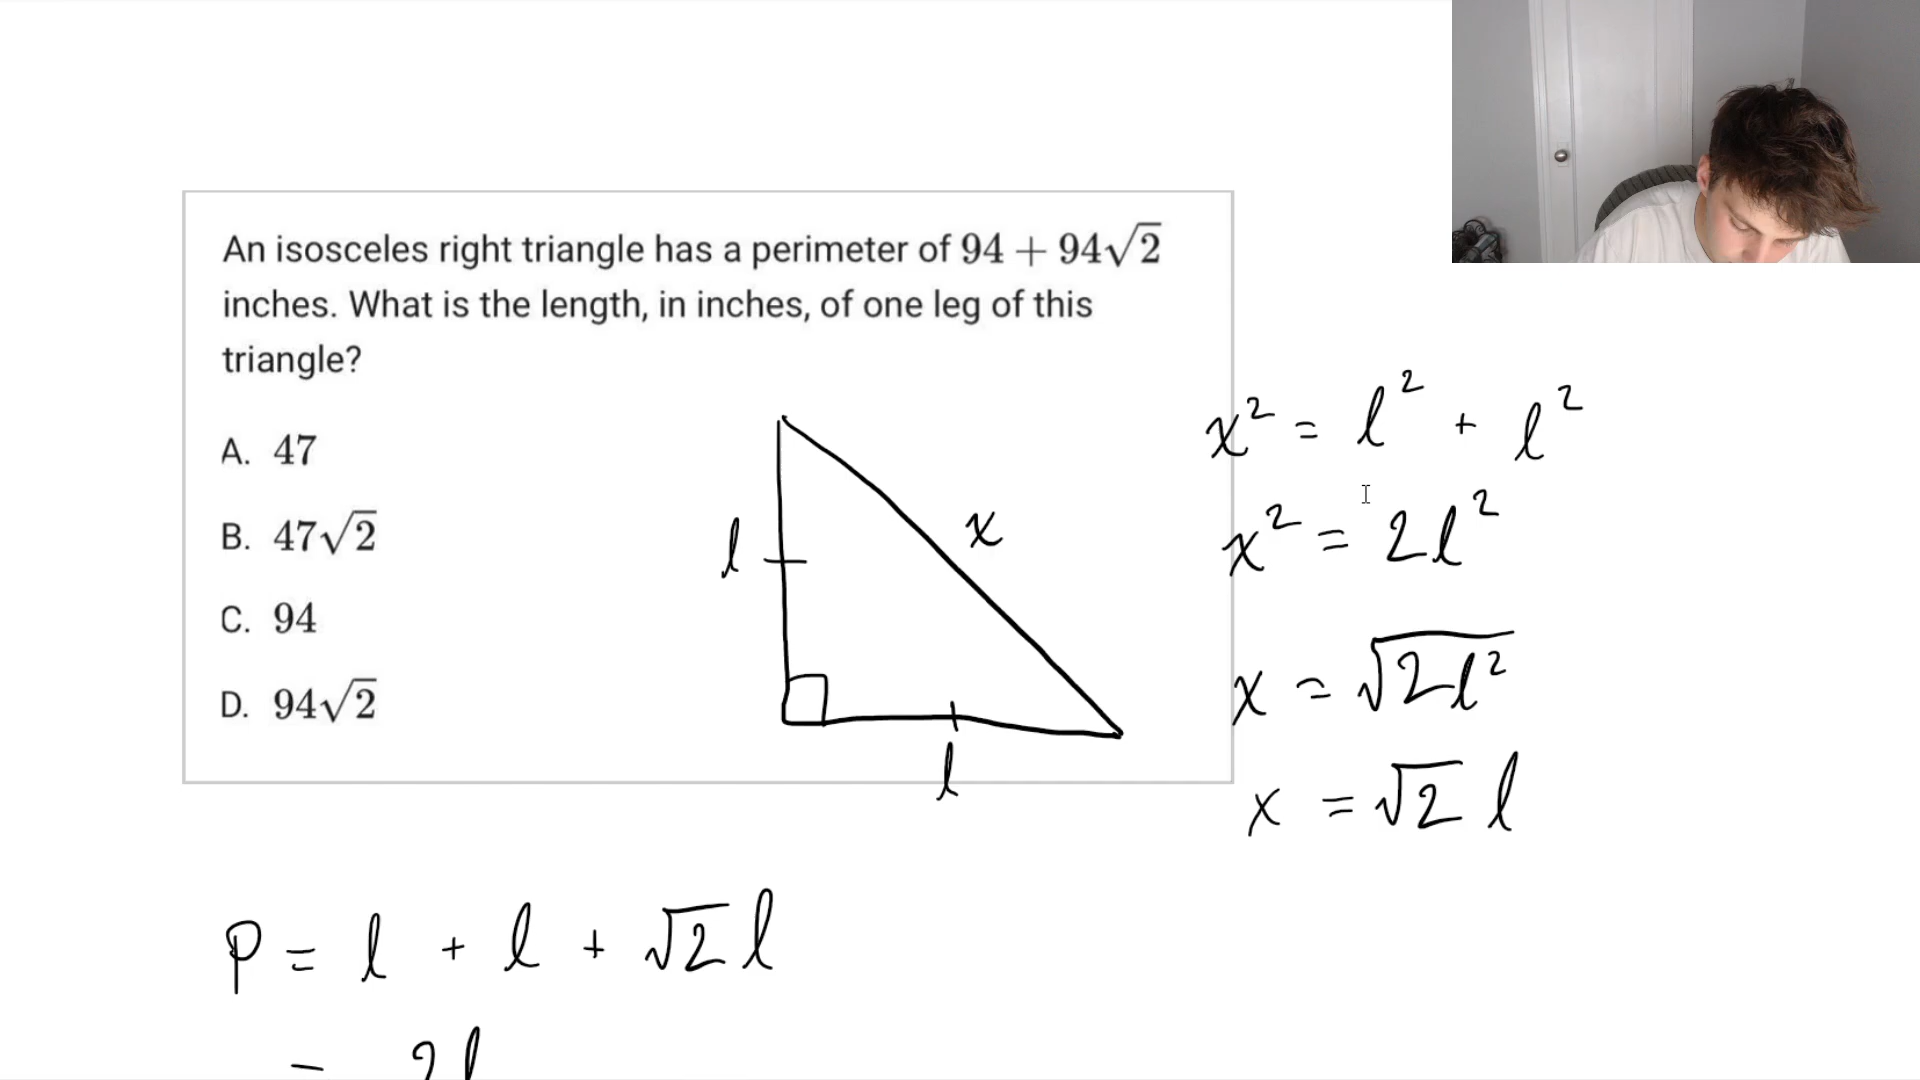 An isosceles right triangle has a perimeter of 94 + 94√2
inches. What is the length, in inches, of one leg of this
triangle?
A. 47
B. 47√2
C. 94
D. 94√2
l
x
l
x² = l² + l²
x² = 2l²
x = √2l²
x = √2 l
P = l + l + √2 l
= 2l